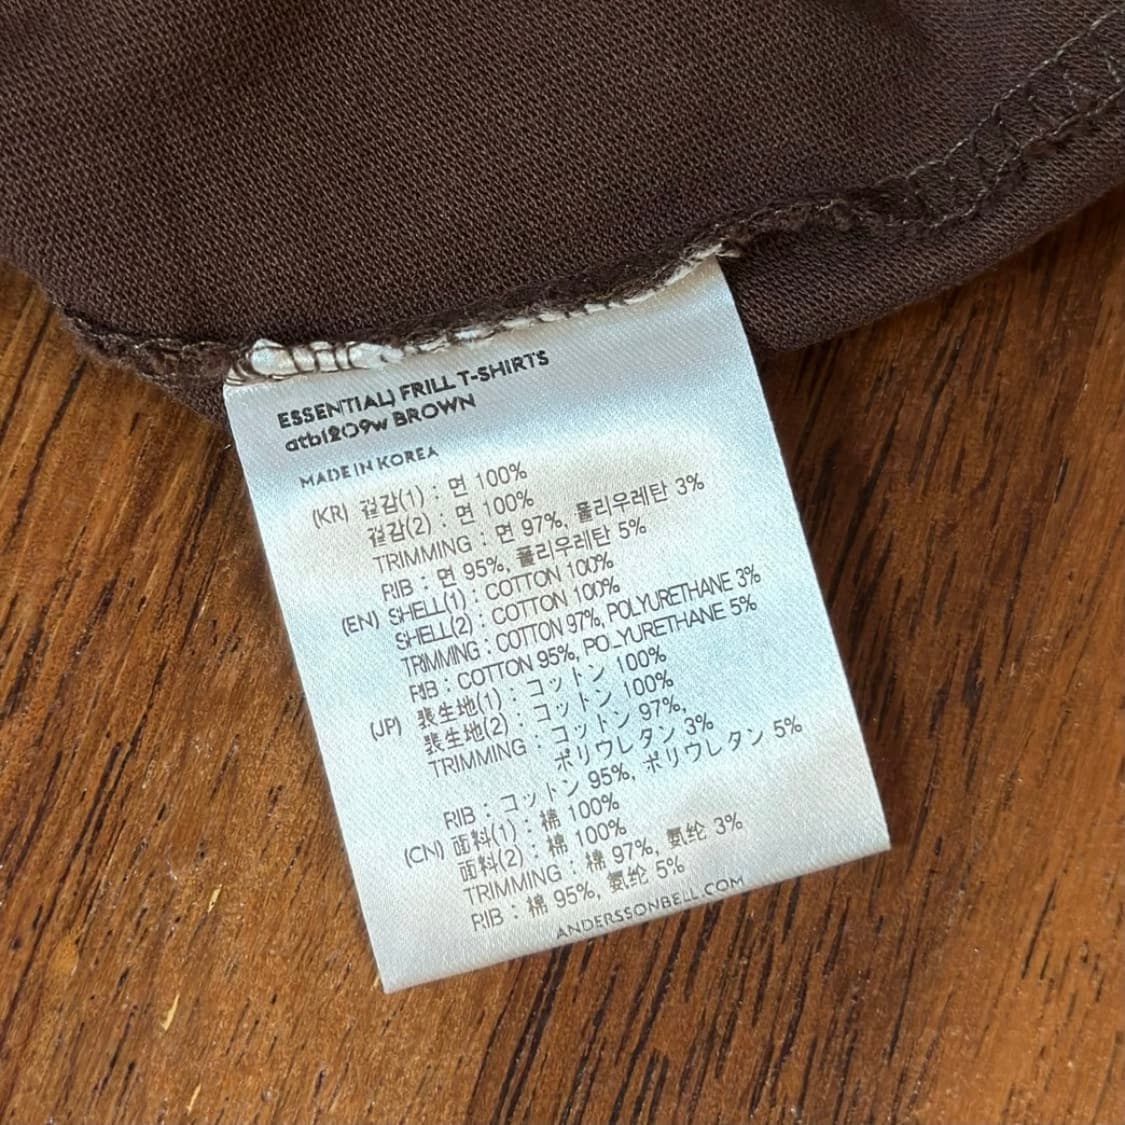 ESSENTIAL) FRILL T-SHIRTS
atb1209w BROWN
MADE IN KOREA
(KR) 겉감(1) : 면 100%
겉감(2) : 면 100%
TRIMMING : 면 97%, 폴리우레탄 3%
RIB : 면 95%, 폴리우레탄 5%
(EN) SHELL(1) : COTTON 100%
SHELL(2) : COTTON 100%
TRIMMING : COTTON 97%, POLYURETHANE 3%
RIB : COTTON 95%, POLYURETHANE 5%
(JP) 表生地(1) : コットン 100%
表生地(2) : コットン 100%
TRIMMING : コットン 97%,
ポリウレタン 3%
RIB : コットン 95%, ポリウレタン 5%
(CN) 面料(1) : 棉 100%
面料(2) : 棉 100%
TRIMMING : 棉 97%, 氨纶 3%
RIB : 棉 95%, 氨纶 5%
ANDERSSONBELL.COM